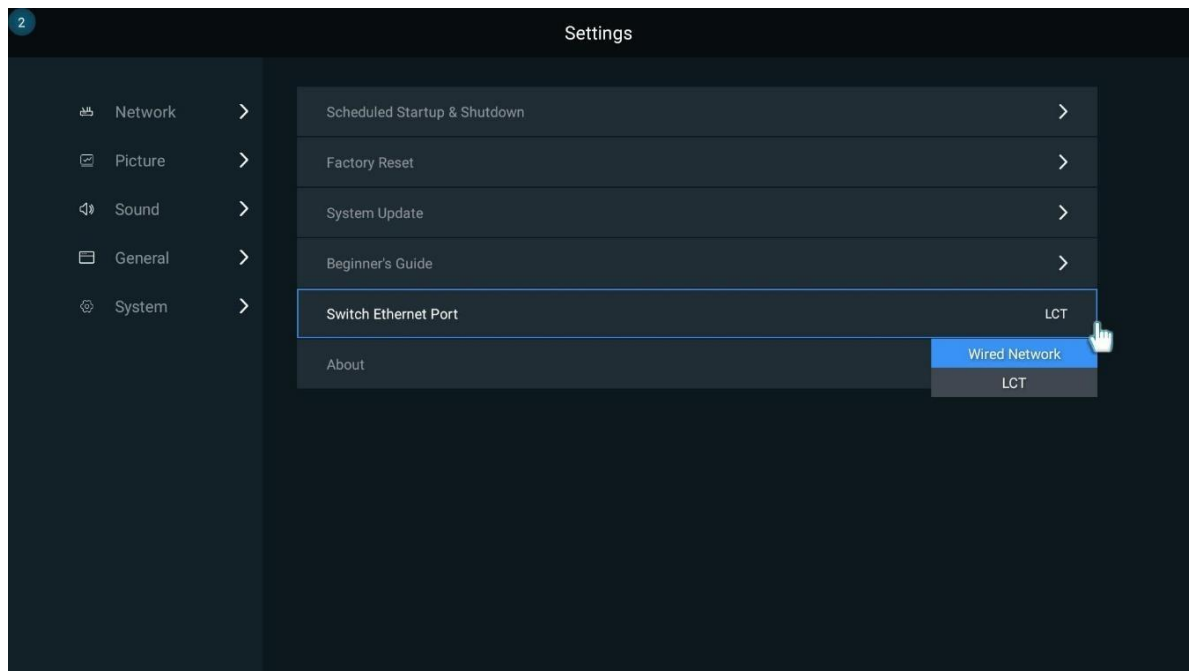 2
Settings
Network
Picture
Sound
General
System
Scheduled Startup & Shutdown
Factory Reset
System Update
Beginner's Guide
Switch Ethernet Port LCT
About
Wired Network
LCT